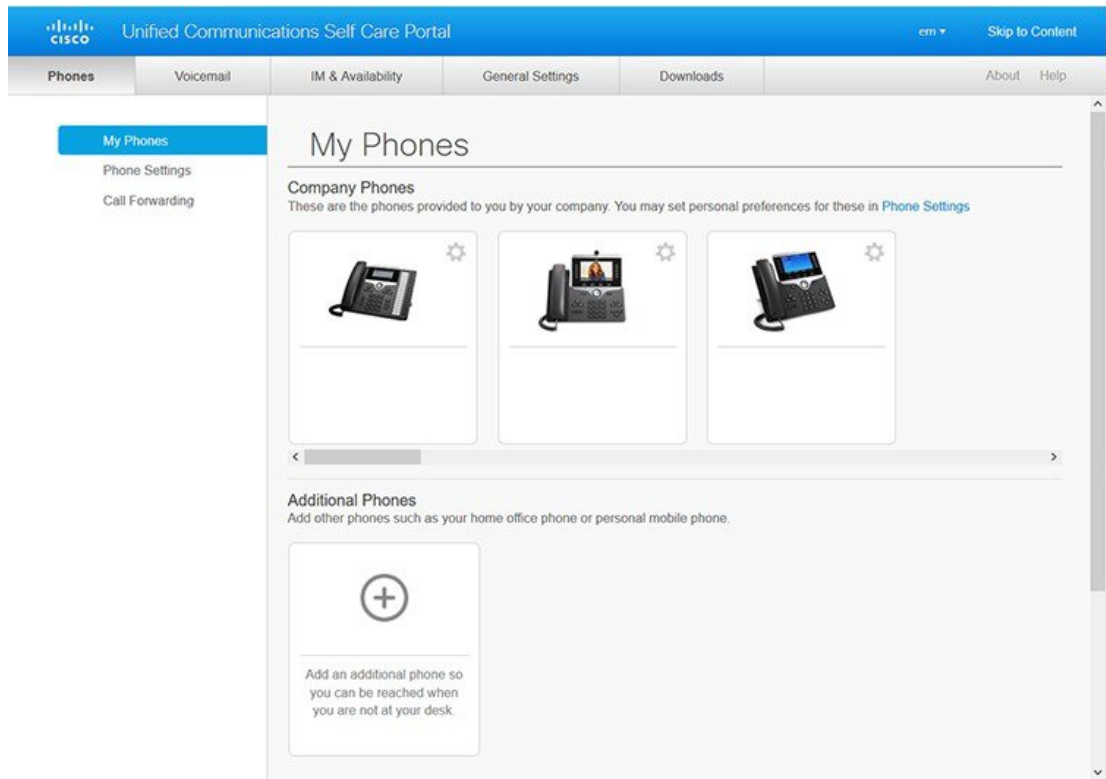 cisco
Unified Communications Self Care Portal
em
Skip to Content
Phones
Voicemail
IM & Availability
General Settings
Downloads
About
Help
My Phones
Phone Settings
Call Forwarding
My Phones
Company Phones
These are the phones provided to you by your company. You may set personal preferences for these in Phone Settings
Additional Phones
Add other phones such as your home office phone or personal mobile phone.
Add an additional phone so
you can be reached when
you are not at your desk.